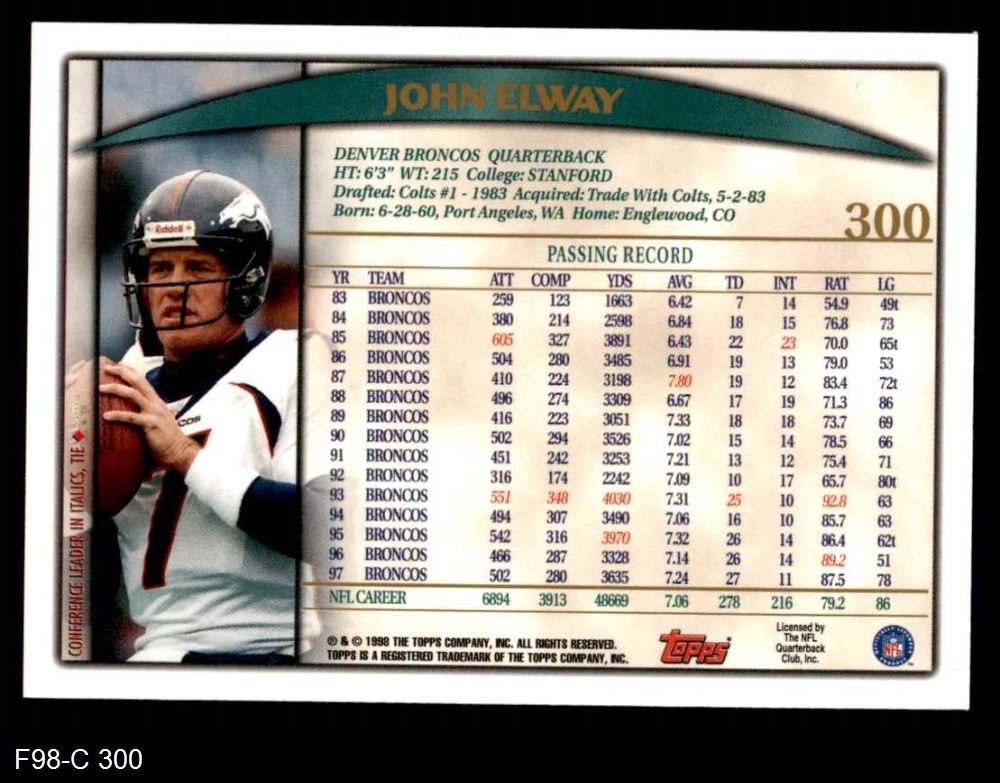 JOHN ELWAY
DENVER BRONCOS QUARTERBACK
HT: 6'3" WT: 215 College: STANFORD
Drafted: Colts #1 - 1983 Acquired: Trade With Colts, 5-2-83
Born: 6-28-60, Port Angeles, WA Home: Englewood, CO
300
Riddell
COS
7
CONFERENCE LEADER IN ITALICS, TIE ♦
PASSING RECORD
YR TEAM ATT COMP YDS AVG TD INT RAT LG
83 BRONCOS 259 123 1663 6.42 7 14 54.9 49t
84 BRONCOS 380 214 2598 6.84 18 15 76.8 73
85 BRONCOS 605 327 3891 6.43 22 23 70.0 65t
86 BRONCOS 504 280 3485 6.91 19 13 79.0 53
87 BRONCOS 410 224 3198 7.80 19 12 83.4 72t
88 BRONCOS 496 274 3309 6.67 17 19 71.3 86
89 BRONCOS 416 223 3051 7.33 18 18 73.7 69
90 BRONCOS 502 294 3526 7.02 15 14 78.5 66
91 BRONCOS 451 242 3253 7.21 13 12 75.4 71
92 BRONCOS 316 174 2242 7.09 10 17 65.7 80t
93 BRONCOS 551 348 4030 7.31 25 10 92.8 63
94 BRONCOS 494 307 3490 7.06 16 10 85.7 63
95 BRONCOS 542 316 3970 7.32 26 14 86.4 62t
96 BRONCOS 466 287 3328 7.14 26 14 89.2 51
97 BRONCOS 502 280 3635 7.24 27 11 87.5 78
NFL CAREER 6894 3913 48669 7.06 278 216 79.2 86
® & © 1998 THE TOPPS COMPANY, INC. ALL RIGHTS RESERVED.
TOPPS IS A REGISTERED TRADEMARK OF THE TOPPS COMPANY, INC.
Topps
Licensed by
The NFL
Quarterback
Club, Inc.
NFL
F98-C 300